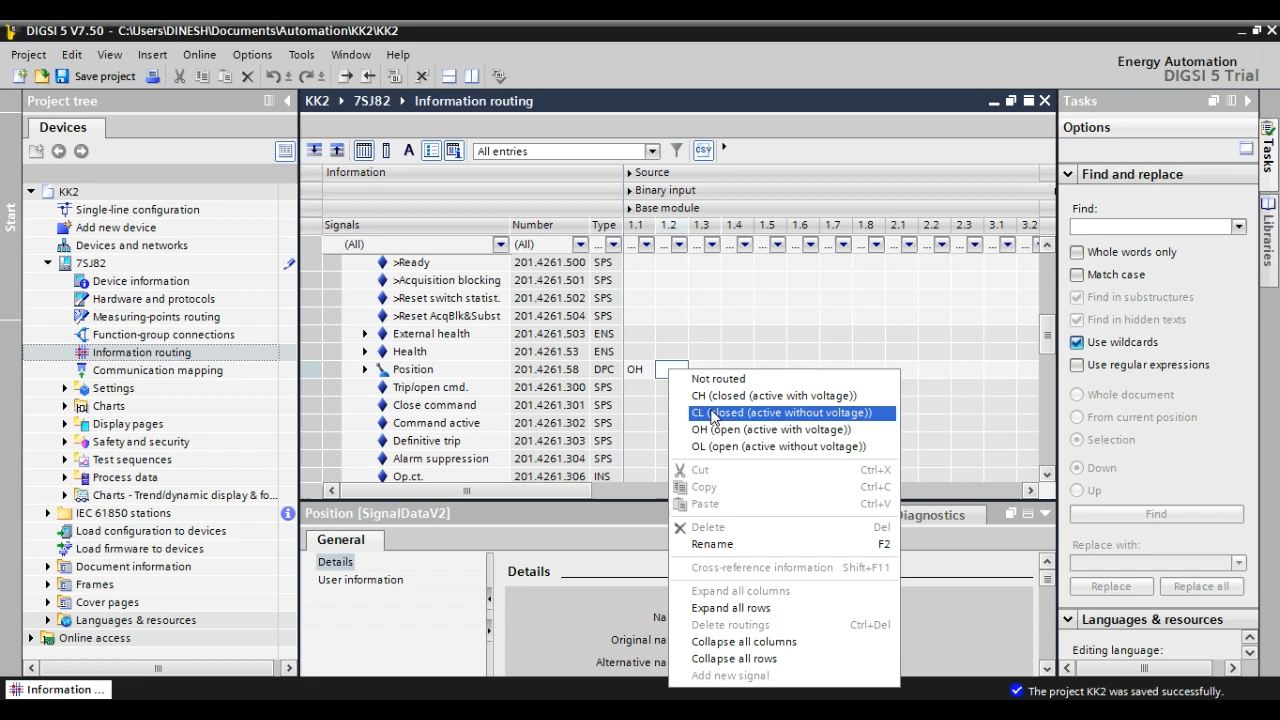 DIGSI 5 V7.50 - C:\Users\DINESH\Documents\Automation\KK2\KK2
Project Edit View Insert Online Options Tools Window Help
Energy Automation
DIGSI 5 Trial
Save project
Start
Project tree
Devices
KK2
Single-line configuration
Add new device
Devices and networks
7SJ82
Device information
Hardware and protocols
Measuring-points routing
Function-group connections
Information routing
Communication mapping
Settings
Charts
Display pages
Safety and security
Test sequences
Process data
Charts - Trend/dynamic display & fo...
IEC 61850 stations
Load configuration to devices
Load firmware to devices
Document information
Frames
Cover pages
Languages & resources
Online access
KK2 7SJ82 Information routing
A All entries CSV
Information Source
Binary input
Base module
Signals Number Type 1.1 1.2 1.3 1.4 1.5 1.6 1.7 1.8 2.1 2.2 2.3 3.1 3.2
(All) (All) ... ... ... ... ... ... ... ... ... ... ... ... ...
>Ready 201.4261.500 SPS
>Acquisition blocking 201.4261.501 SPS
>Reset switch statist. 201.4261.502 SPS
>Reset AcqBlk&Subst 201.4261.504 SPS
External health 201.4261.503 ENS
Health 201.4261.53 ENS
Position 201.4261.58 DPC OH
Trip/open cmd. 201.4261.300 SPS
Close command 201.4261.301 SPS
Command active 201.4261.302 SPS
Definitive trip 201.4261.303 SPS
Alarm suppression 201.4261.304 SPS
Op.ct. 201.4261.306 INS
Not routed
CH (closed (active with voltage))
CL (closed (active without voltage))
OH (open (active with voltage))
OL (open (active without voltage))
Cut Ctrl+X
Copy Ctrl+C
Paste Ctrl+V
Delete Del
Rename F2
Cross-reference information Shift+F11
Expand all columns
Expand all rows
Delete routings Ctrl+Del
Collapse all columns
Collapse all rows
Add new signal
Position [SignalDataV2]
Diagnostics
General
Details
User information
Details
Na
Original na
Alternative na
Tasks
Options
Find and replace
Find:
Whole words only
Match case
Find in substructures
Find in hidden texts
Use wildcards
Use regular expressions
Whole document
From current position
Selection
Down
Up
Find
Replace with:
Replace Replace all
Languages & resources
Editing language:
Tasks
Libraries
Information ...
The project KK2 was saved successfully.